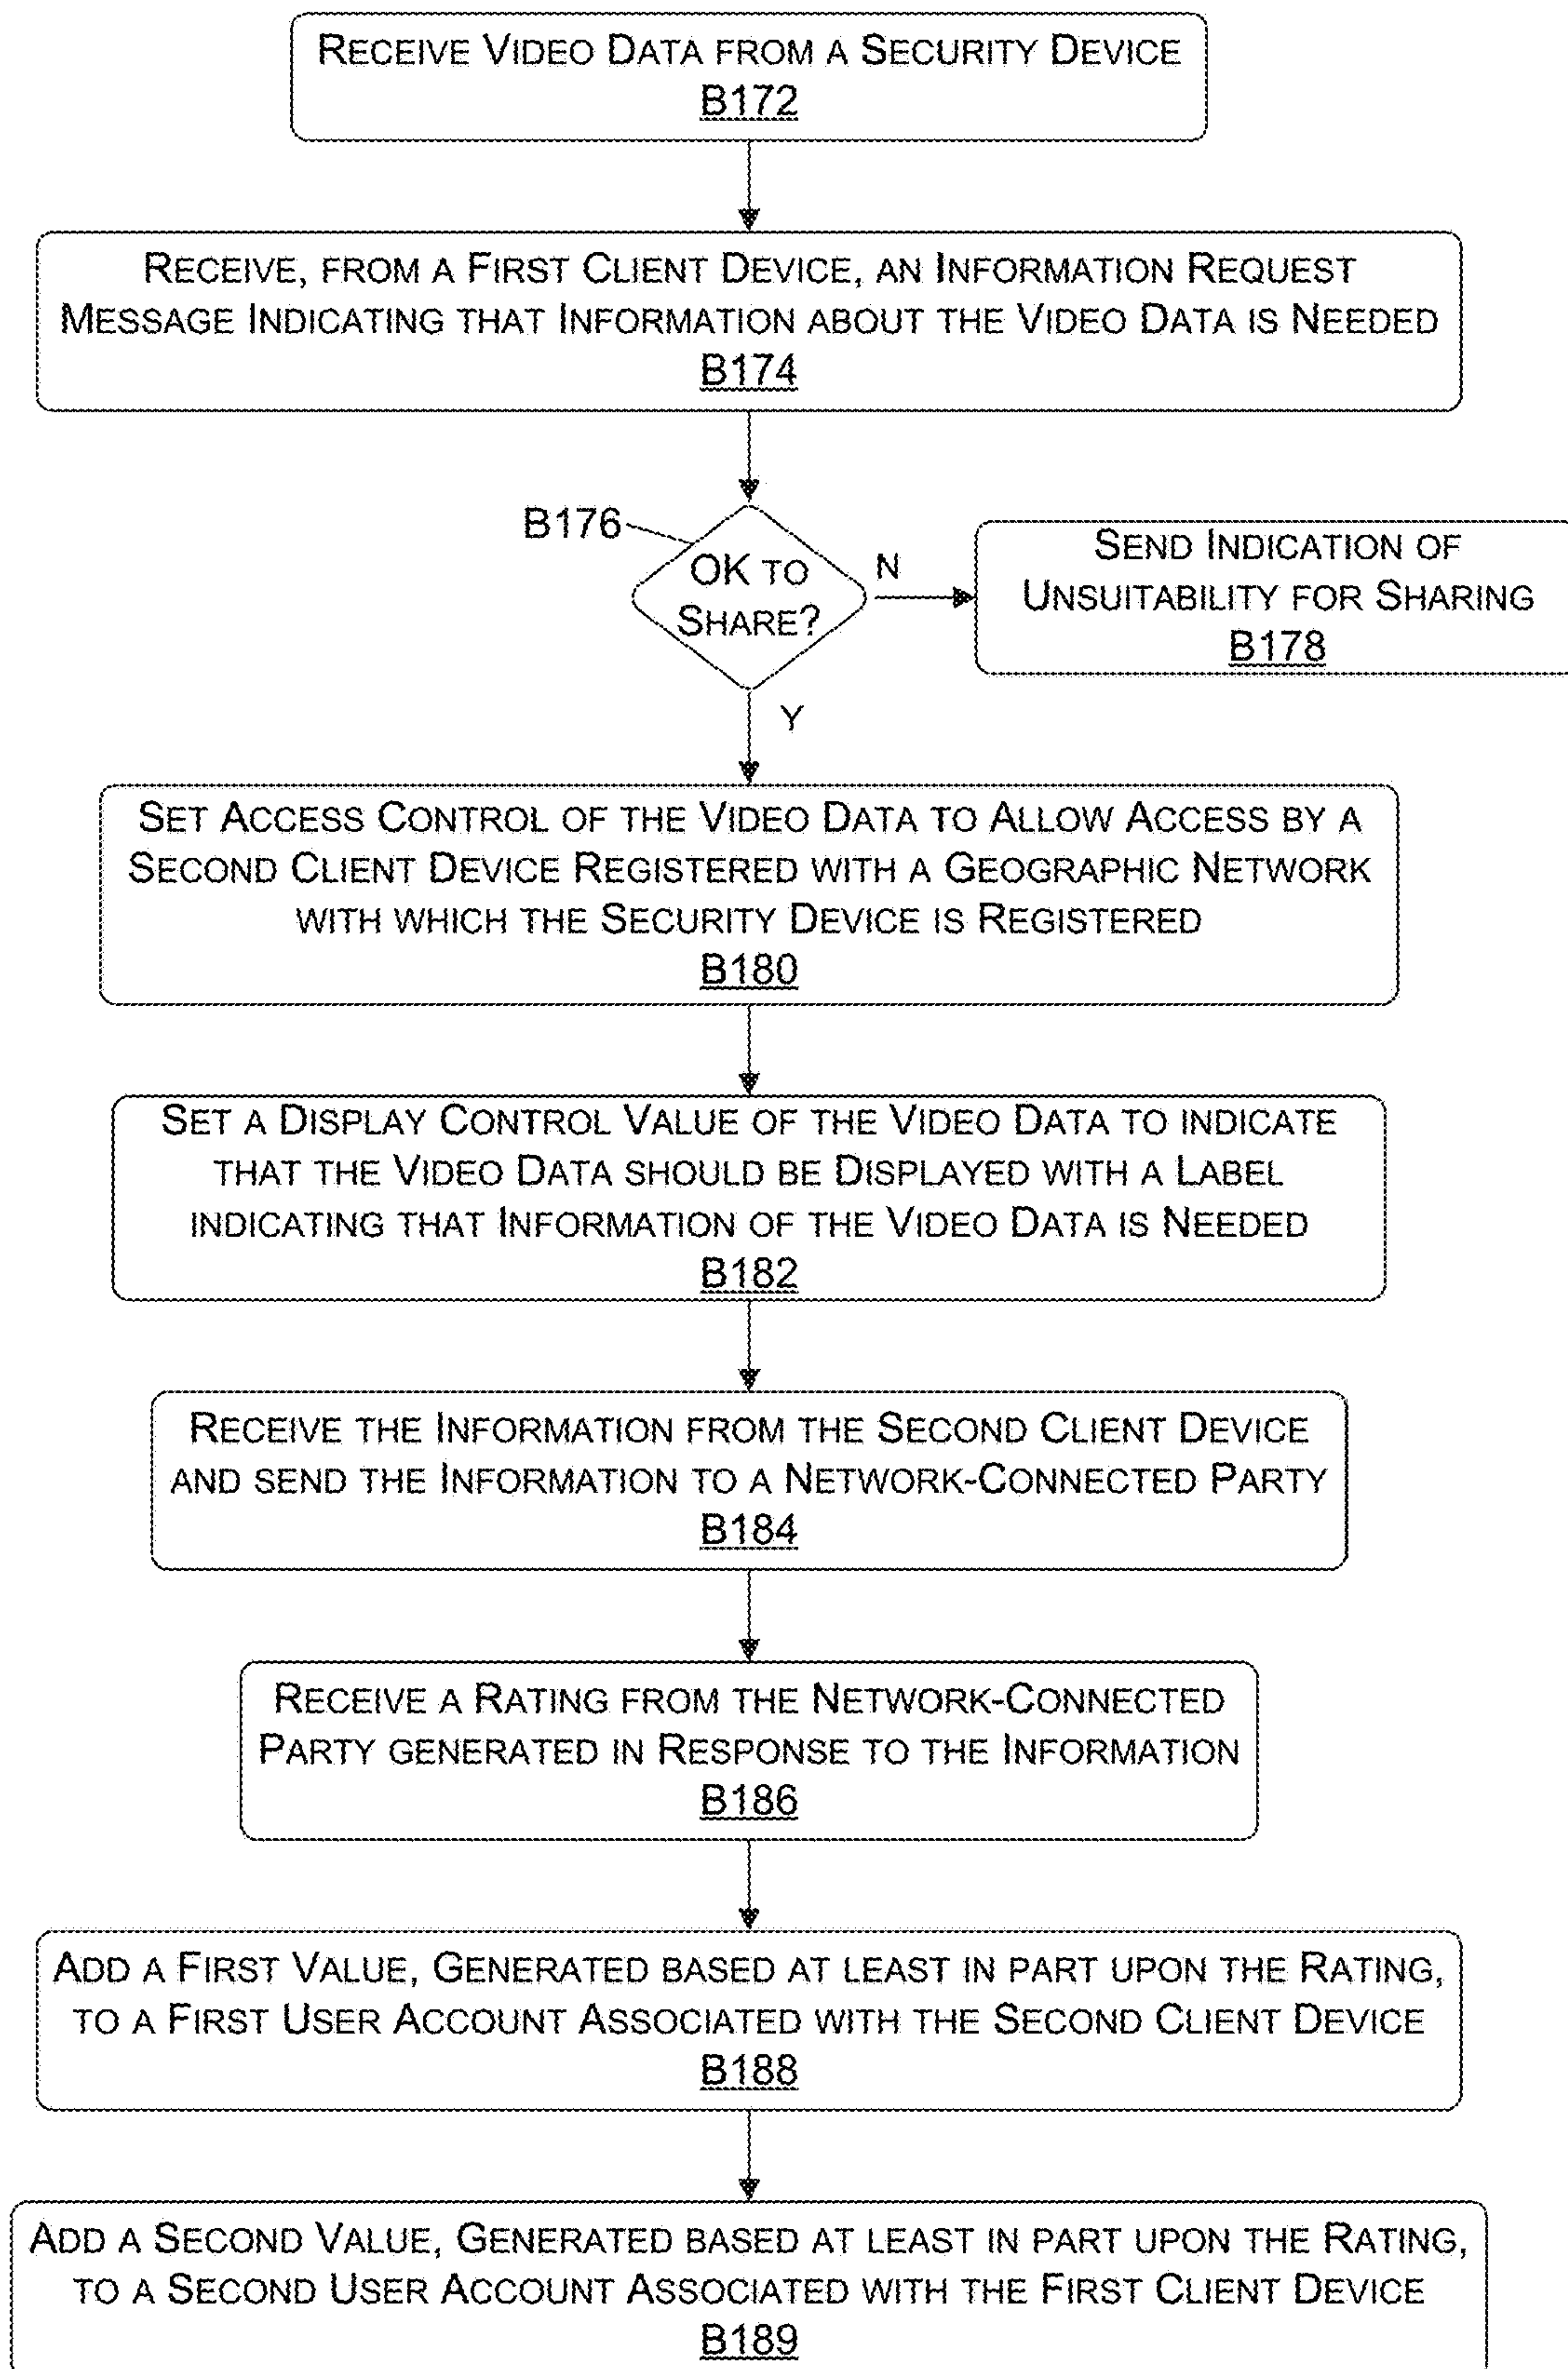 RECEIVE VIDEO DATA FROM A SECURITY DEVICE
B172
RECEIVE, FROM A FIRST CLIENT DEVICE, AN INFORMATION REQUEST
MESSAGE INDICATING THAT INFORMATION ABOUT THE VIDEO DATA IS NEEDED
B174
B176
OK TO
SHARE?
N
SEND INDICATION OF
UNSUITABILITY FOR SHARING
B178
Y
SET ACCESS CONTROL OF THE VIDEO DATA TO ALLOW ACCESS BY A
SECOND CLIENT DEVICE REGISTERED WITH A GEOGRAPHIC NETWORK
WITH WHICH THE SECURITY DEVICE IS REGISTERED
B180
SET A DISPLAY CONTROL VALUE OF THE VIDEO DATA TO INDICATE
THAT THE VIDEO DATA SHOULD BE DISPLAYED WITH A LABEL
INDICATING THAT INFORMATION OF THE VIDEO DATA IS NEEDED
B182
RECEIVE THE INFORMATION FROM THE SECOND CLIENT DEVICE
AND SEND THE INFORMATION TO A NETWORK-CONNECTED PARTY
B184
RECEIVE A RATING FROM THE NETWORK-CONNECTED
PARTY GENERATED IN RESPONSE TO THE INFORMATION
B186
ADD A FIRST VALUE, GENERATED BASED AT LEAST IN PART UPON THE RATING,
TO A FIRST USER ACCOUNT ASSOCIATED WITH THE SECOND CLIENT DEVICE
B188
ADD A SECOND VALUE, GENERATED BASED AT LEAST IN PART UPON THE RATING,
TO A SECOND USER ACCOUNT ASSOCIATED WITH THE FIRST CLIENT DEVICE
B189